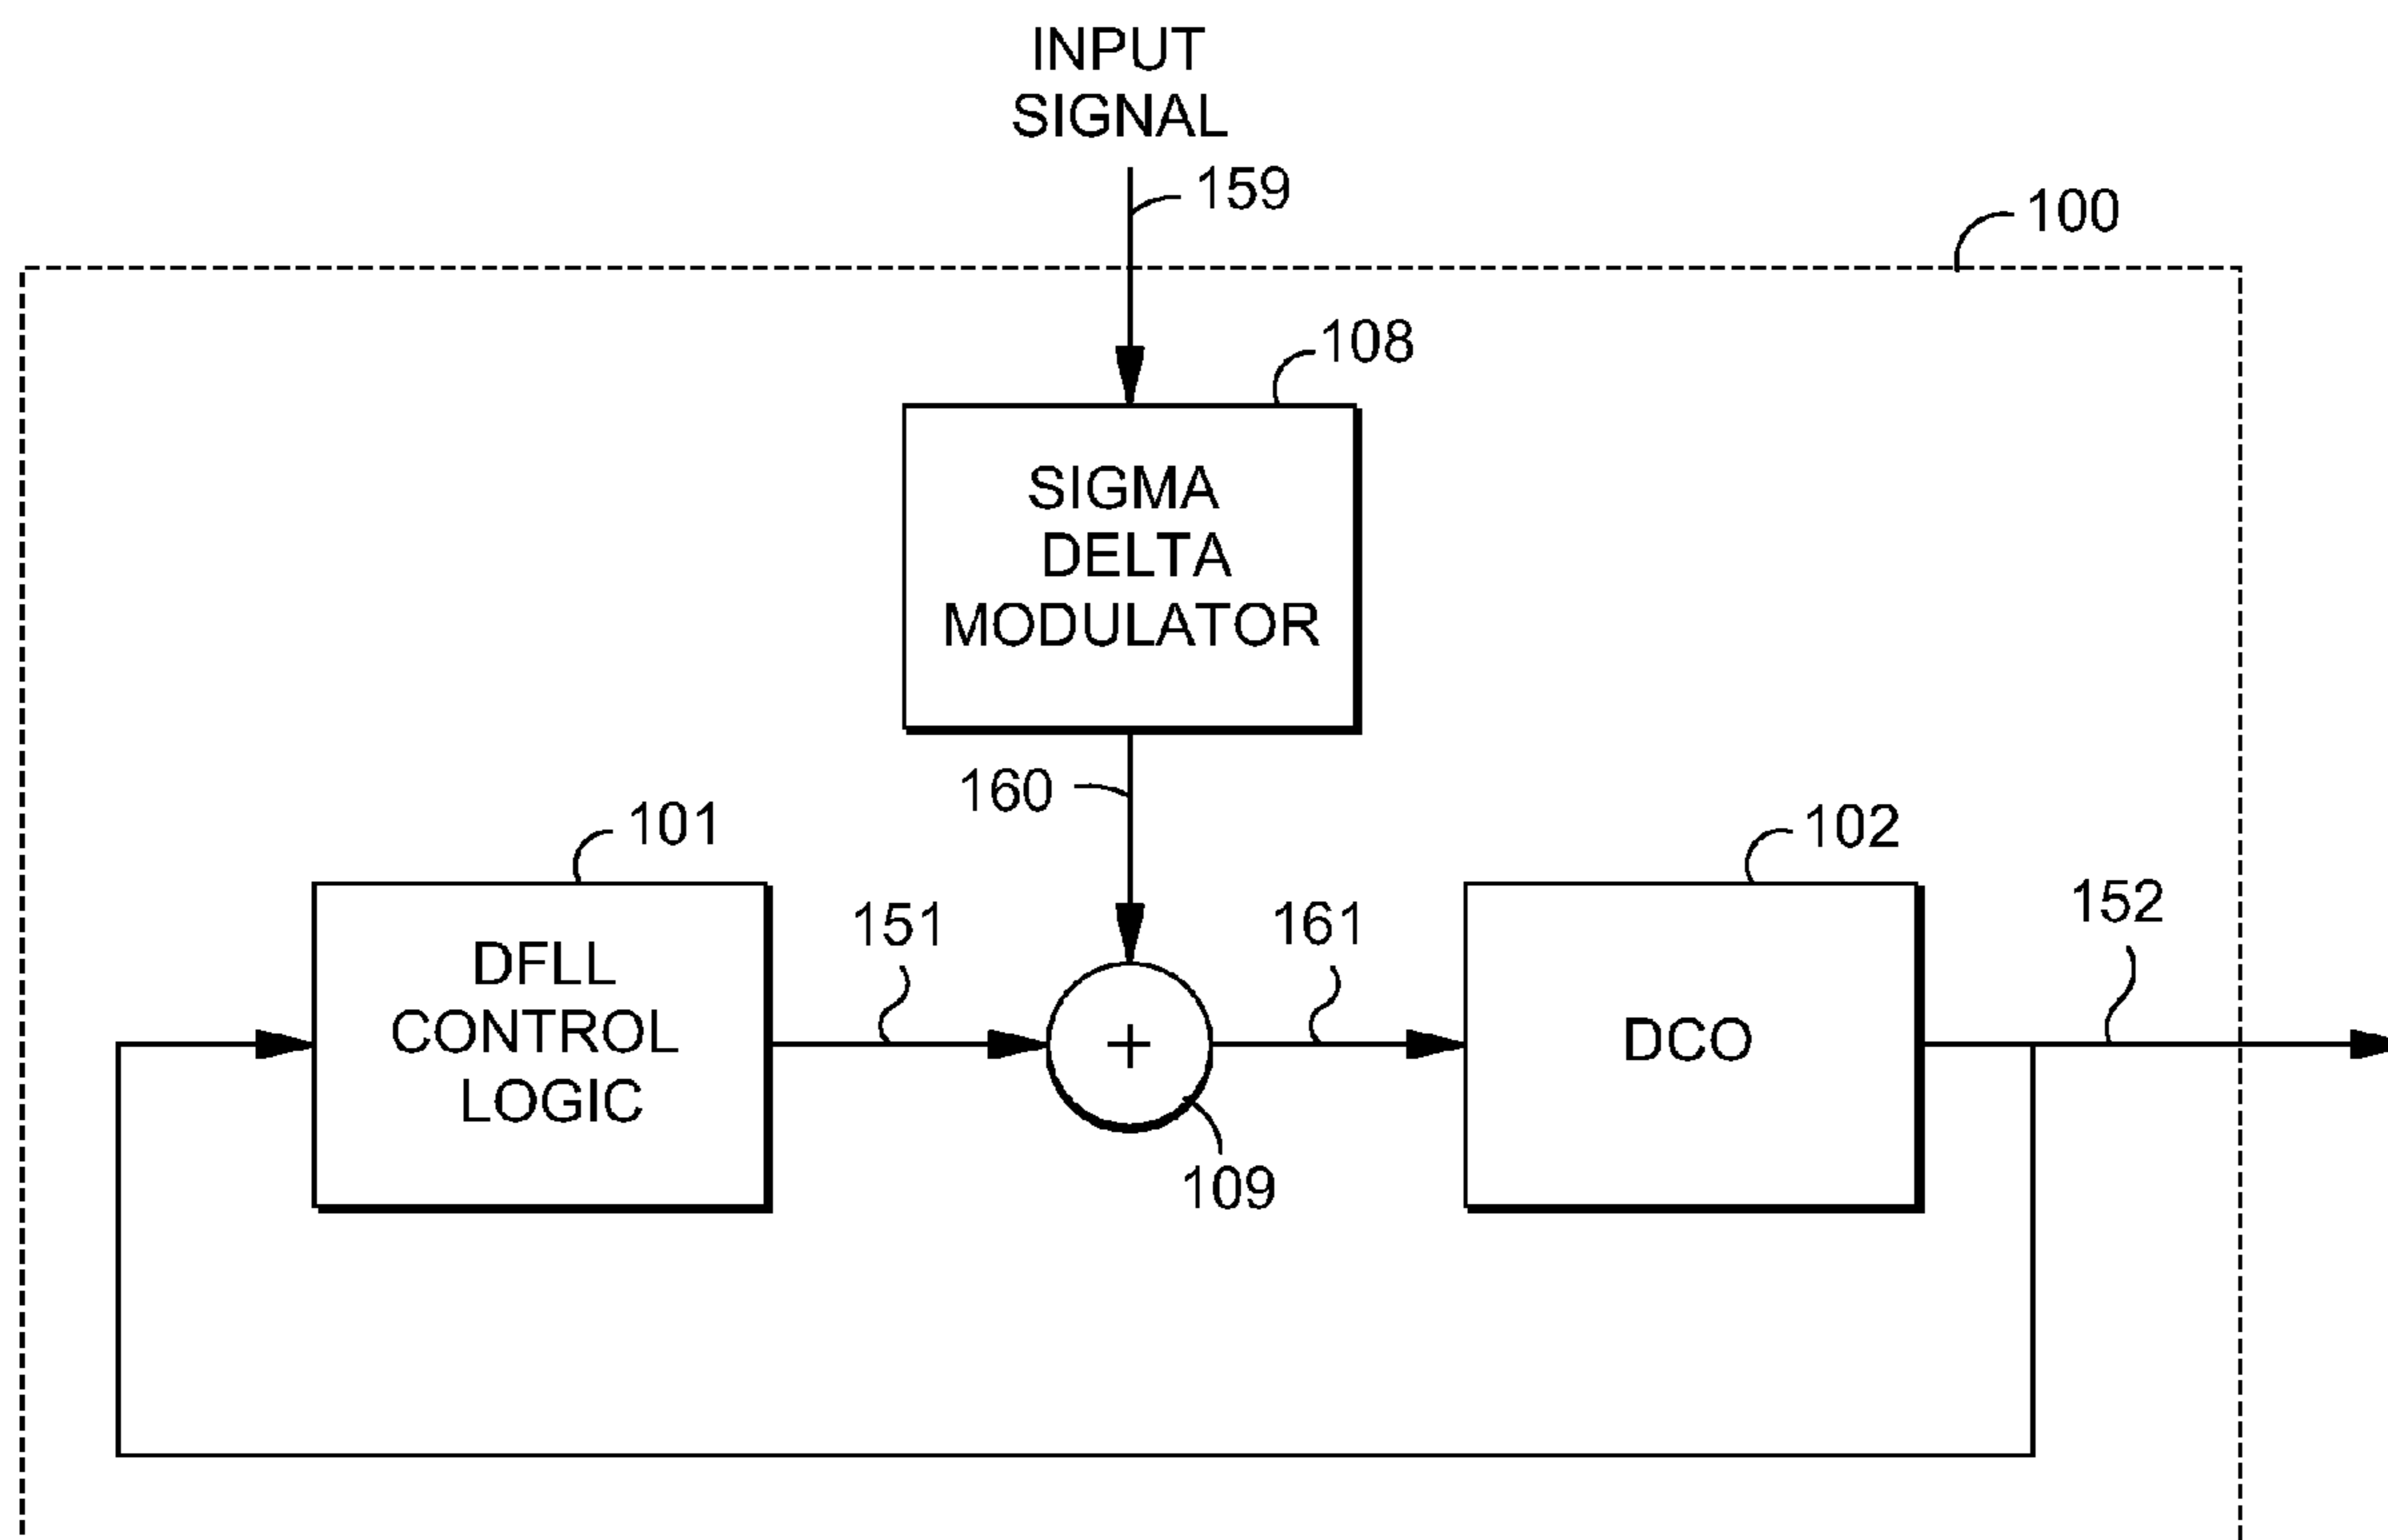 INPUT
SIGNAL
159
100
108
SIGMA
DELTA
MODULATOR
160
101
102
151
161
152
DFLL
CONTROL
LOGIC
+
DCO
109